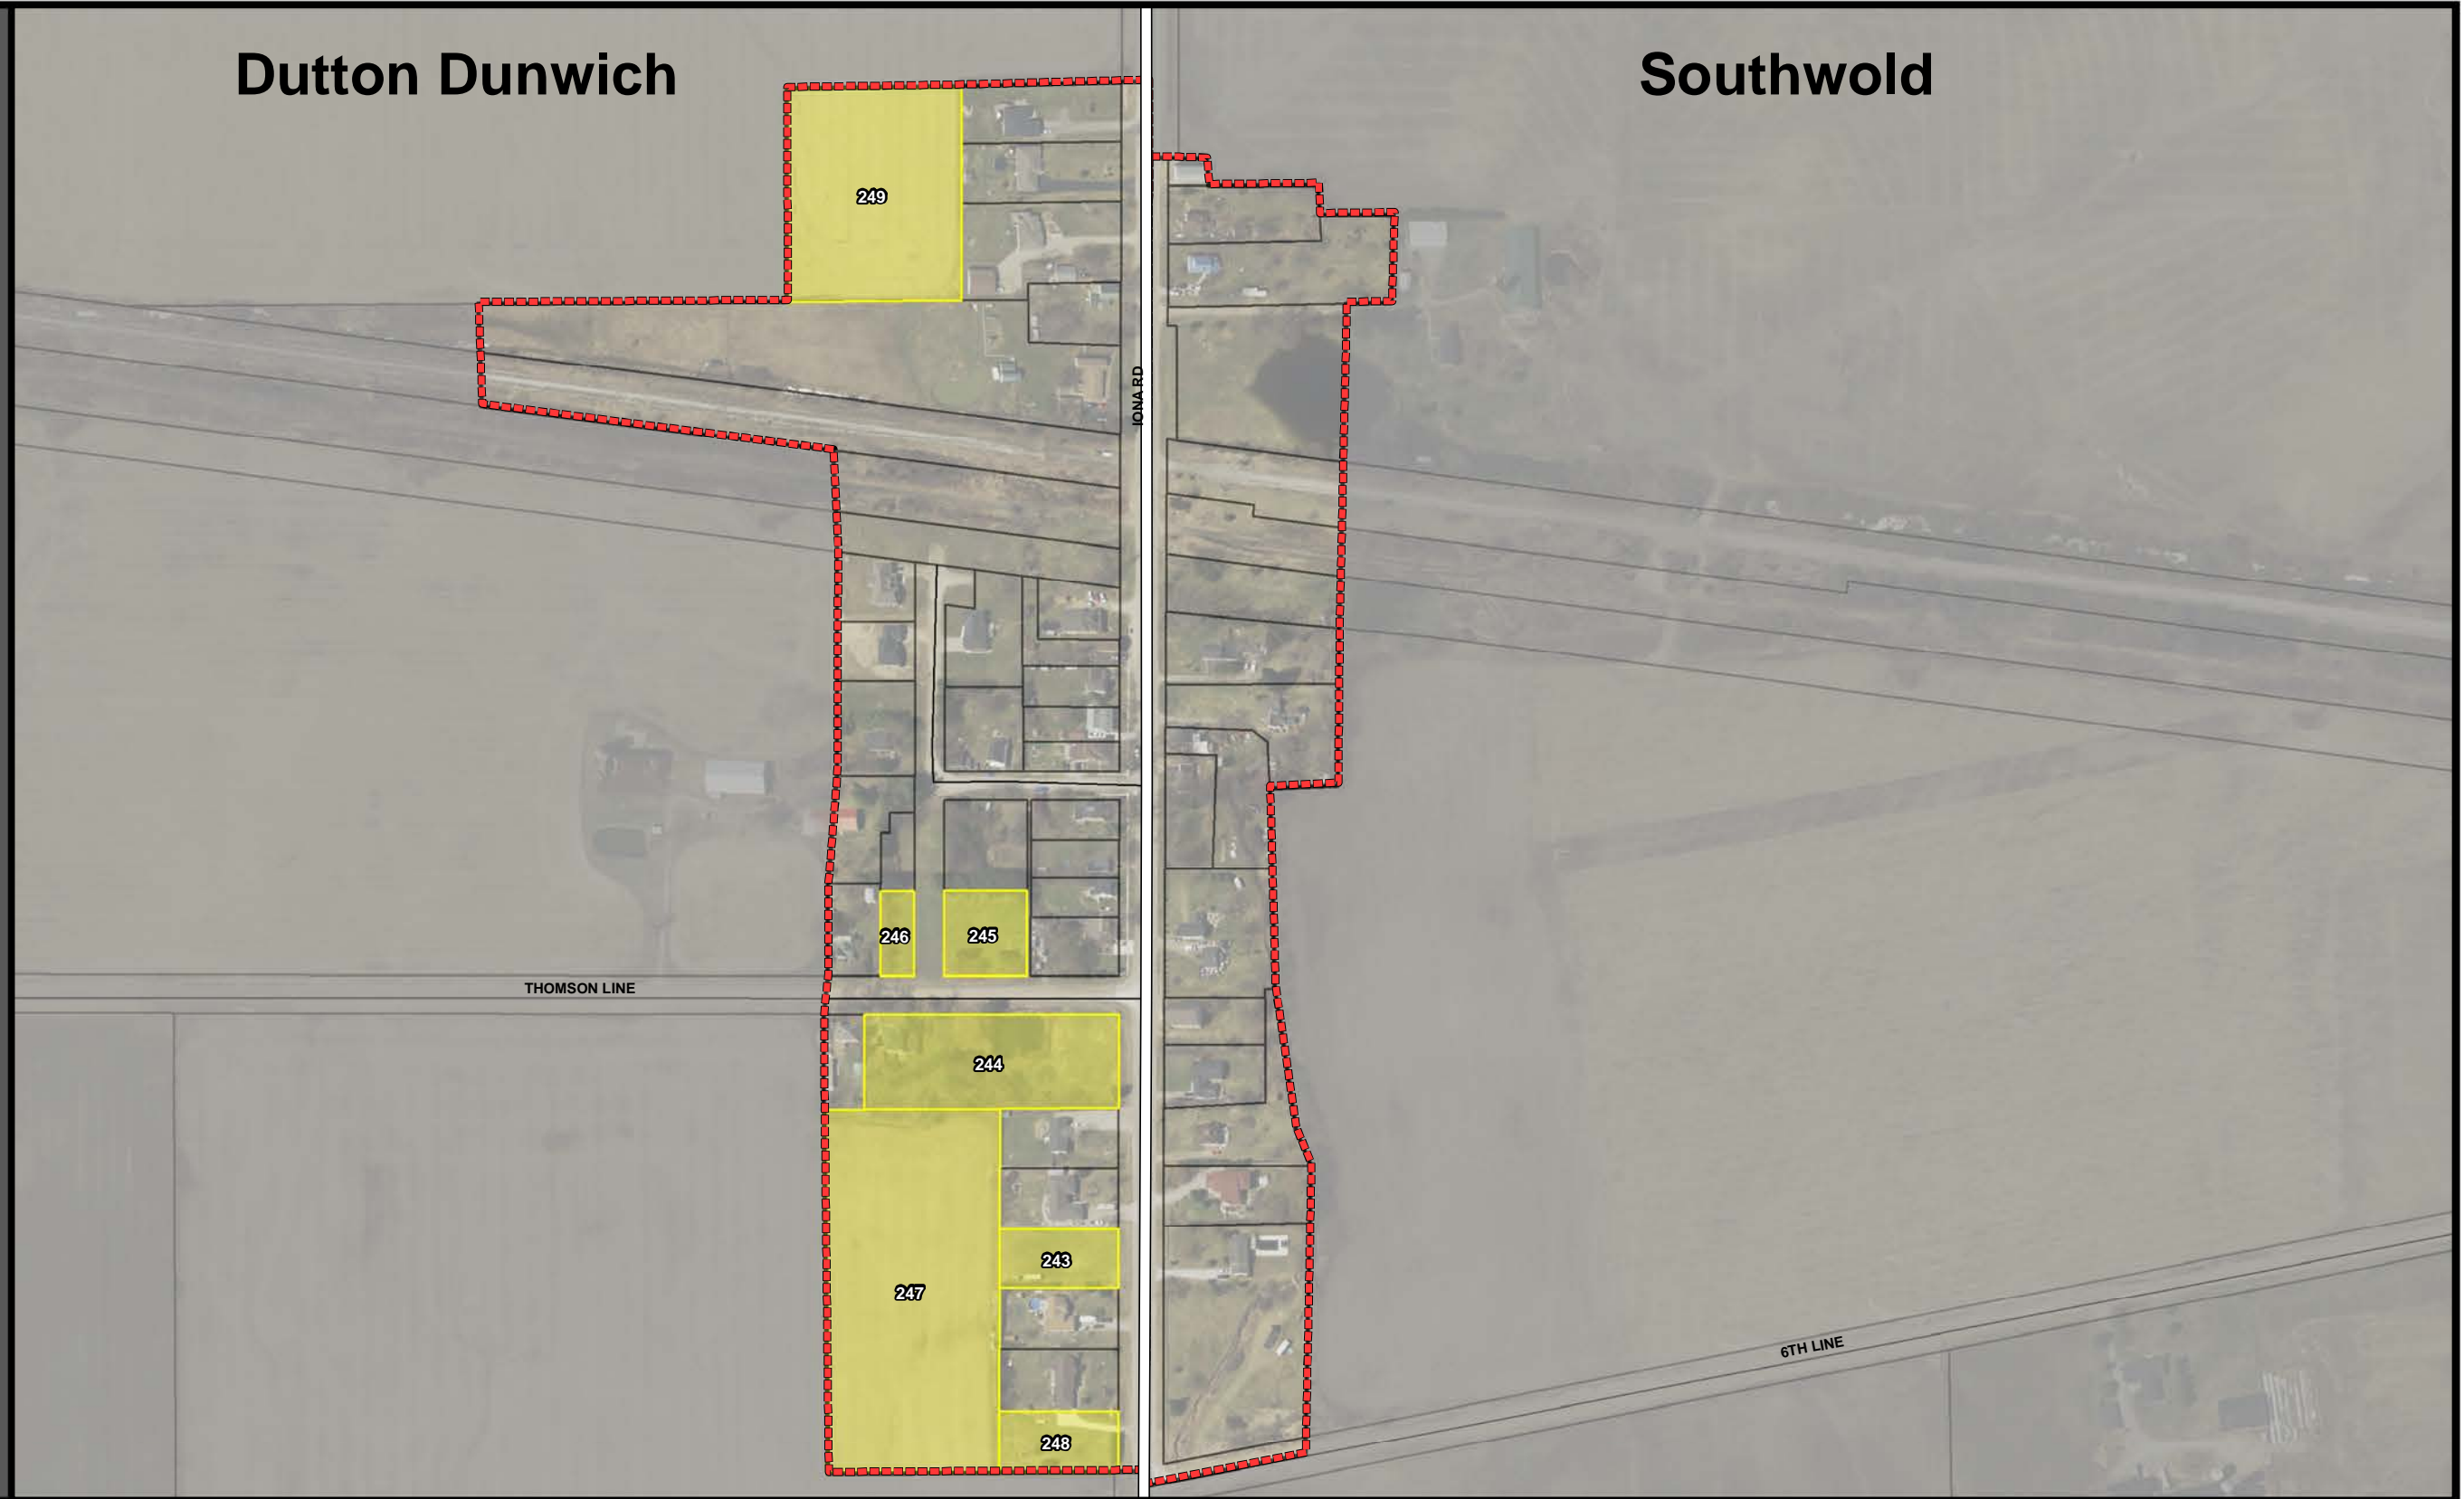 Dutton Dunwich
Southwold
249
IONA RD
246
245
THOMSON LINE
244
243
247
6TH LINE
248